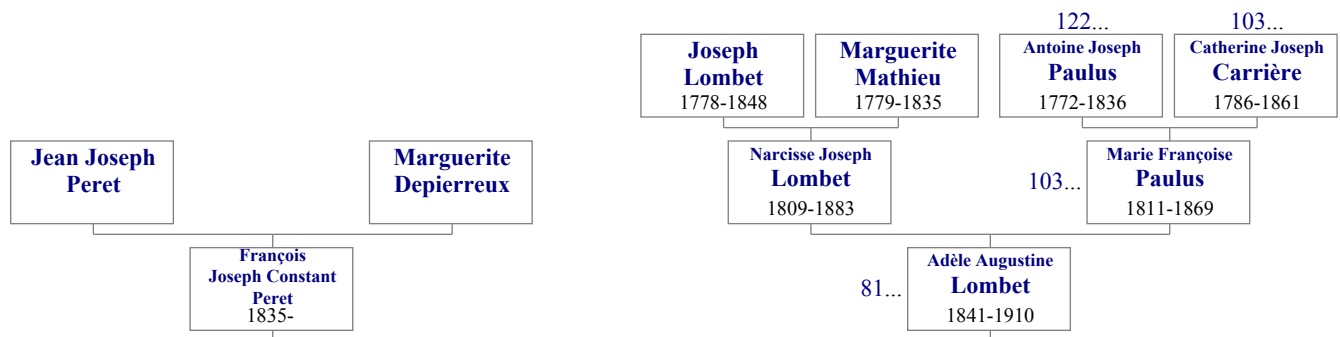 122...
103...
Joseph
Lombet
1778-1848
Marguerite
Mathieu
1779-1835
Antoine Joseph
Paulus
1772-1836
Catherine Joseph
Carrière
1786-1861
Jean Joseph
Peret
Marguerite
Depierreux
Narcisse Joseph
Lombet
1809-1883
103...
Marie Françoise
Paulus
1811-1869
François
Joseph Constant
Peret
1835-
81...
Adèle Augustine
Lombet
1841-1910